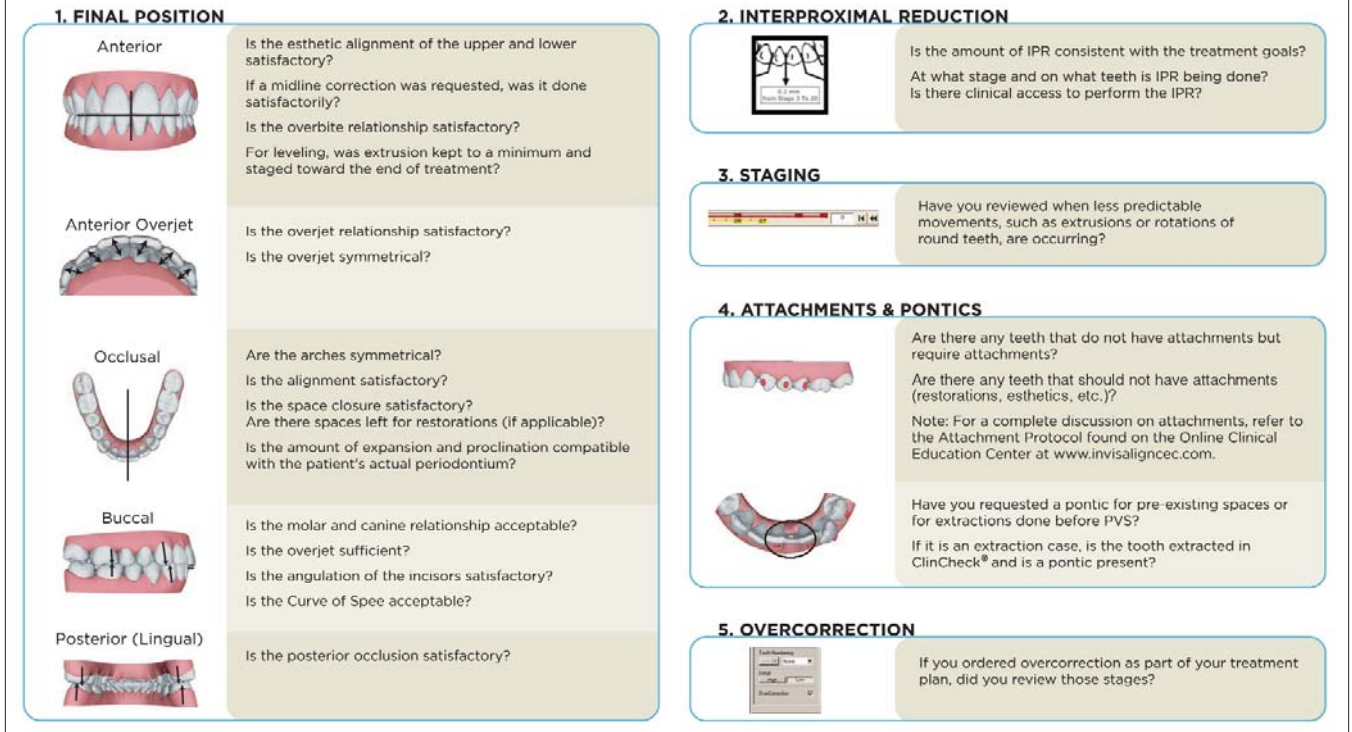 1. FINAL POSITION
Anterior
Is the esthetic alignment of the upper and lower
satisfactory?
If a midline correction was requested, was it done
satisfactorily?
Is the overbite relationship satisfactory?
For leveling, was extrusion kept to a minimum and
staged toward the end of treatment?
Anterior Overjet
Is the overjet relationship satisfactory?
Is the overjet symmetrical?
Occlusal
Are the arches symmetrical?
Is the alignment satisfactory?
Is the space closure satisfactory?
Are there spaces left for restorations (if applicable)?
Is the amount of expansion and proclination compatible
with the patient's actual periodontium?
Buccal
Is the molar and canine relationship acceptable?
Is the overjet sufficient?
Is the angulation of the incisors satisfactory?
Is the Curve of Spee acceptable?
Posterior (Lingual)
Is the posterior occlusion satisfactory?
2. INTERPROXIMAL REDUCTION
Is the amount of IPR consistent with the treatment goals?
At what stage and on what teeth is IPR being done?
Is there clinical access to perform the IPR?
3. STAGING
Have you reviewed when less predictable
movements, such as extrusions or rotations of
round teeth, are occurring?
4. ATTACHMENTS & PONTICS
Are there any teeth that do not have attachments but
require attachments?
Are there any teeth that should not have attachments
(restorations, esthetics, etc.)?
Note: For a complete discussion on attachments, refer to
the Attachment Protocol found on the Online Clinical
Education Center at www.invisaligncec.com.
Have you requested a pontic for pre-existing spaces or
for extractions done before PVS?
If it is an extraction case, is the tooth extracted in
ClinCheck® and is a pontic present?
5. OVERCORRECTION
If you ordered overcorrection as part of your treatment
plan, did you review those stages?